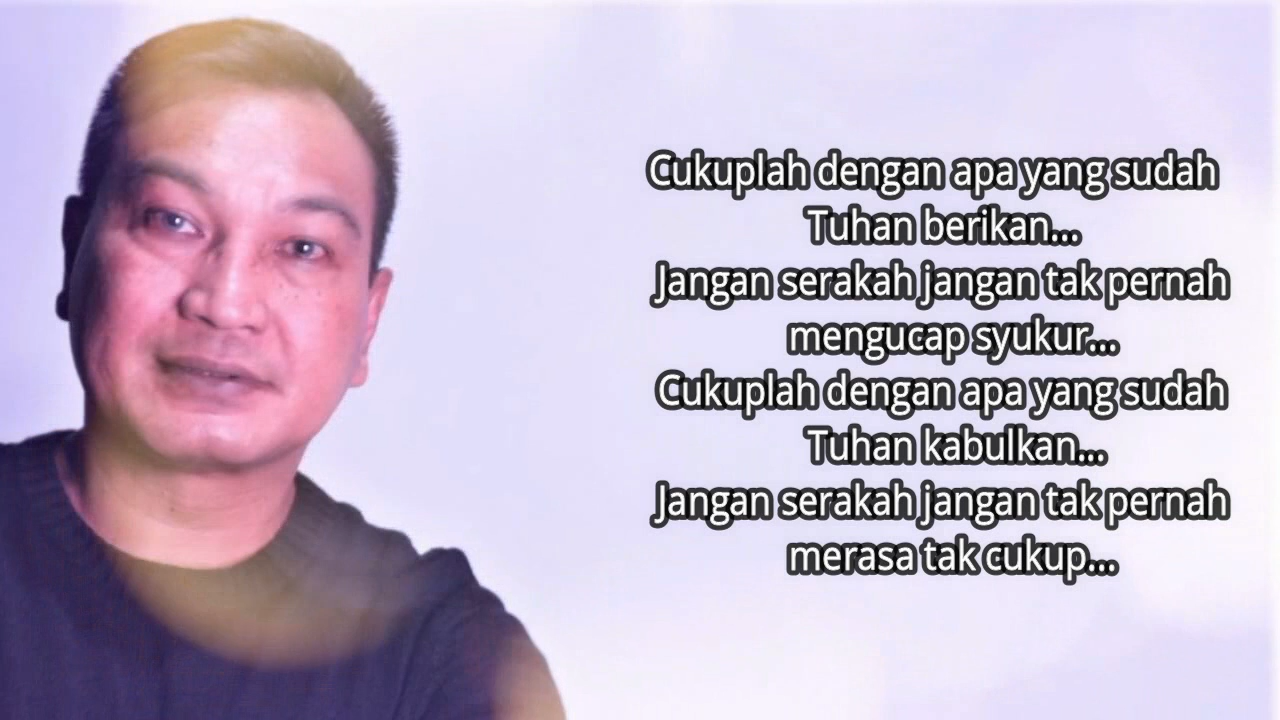 Cukuplah dengan apa yang sudah
Tuhan berikan...
Jangan serakah jangan tak pernah
mengucap syukur...
Cukuplah dengan apa yang sudah
Tuhan kabulkan...
Jangan serakah jangan tak pernah
merasa tak cukup...